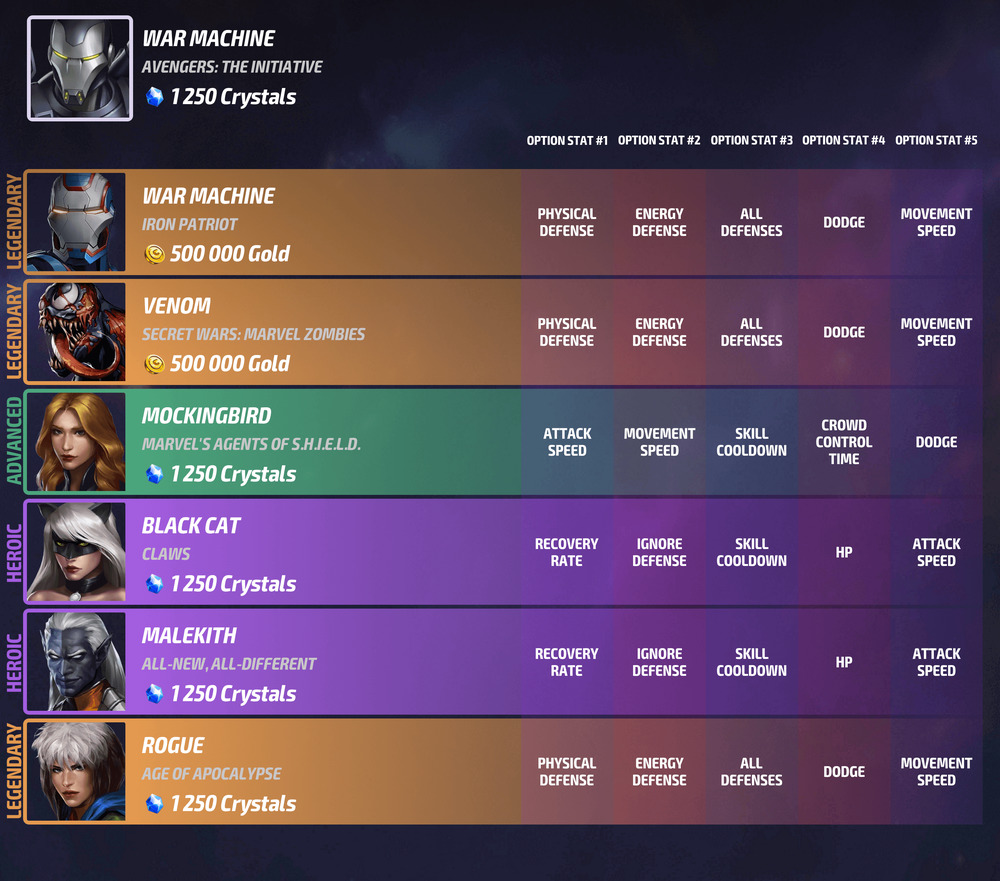 WAR MACHINE
AVENGERS: THE INITIATIVE
1 250 Crystals
OPTION STAT #1 OPTION STAT #2 OPTION STAT #3 OPTION STAT #4 OPTION STAT #5
LEGENDARY
WAR MACHINE
IRON PATRIOT
500 000 Gold
PHYSICAL
DEFENSE
ENERGY
DEFENSE
ALL
DEFENSES
DODGE
MOVEMENT
SPEED
LEGENDARY
VENOM
SECRET WARS: MARVEL ZOMBIES
500 000 Gold
PHYSICAL
DEFENSE
ENERGY
DEFENSE
ALL
DEFENSES
DODGE
MOVEMENT
SPEED
ADVANCED
MOCKINGBIRD
MARVEL'S AGENTS OF S.H.I.E.L.D.
1 250 Crystals
ATTACK
SPEED
MOVEMENT
SPEED
SKILL
COOLDOWN
CROWD
CONTROL
TIME
DODGE
HEROIC
BLACK CAT
CLAWS
1 250 Crystals
RECOVERY
RATE
IGNORE
DEFENSE
SKILL
COOLDOWN
HP
ATTACK
SPEED
HEROIC
MALEKITH
ALL-NEW, ALL-DIFFERENT
1 250 Crystals
RECOVERY
RATE
IGNORE
DEFENSE
SKILL
COOLDOWN
HP
ATTACK
SPEED
LEGENDARY
ROGUE
AGE OF APOCALYPSE
1 250 Crystals
PHYSICAL
DEFENSE
ENERGY
DEFENSE
ALL
DEFENSES
DODGE
MOVEMENT
SPEED